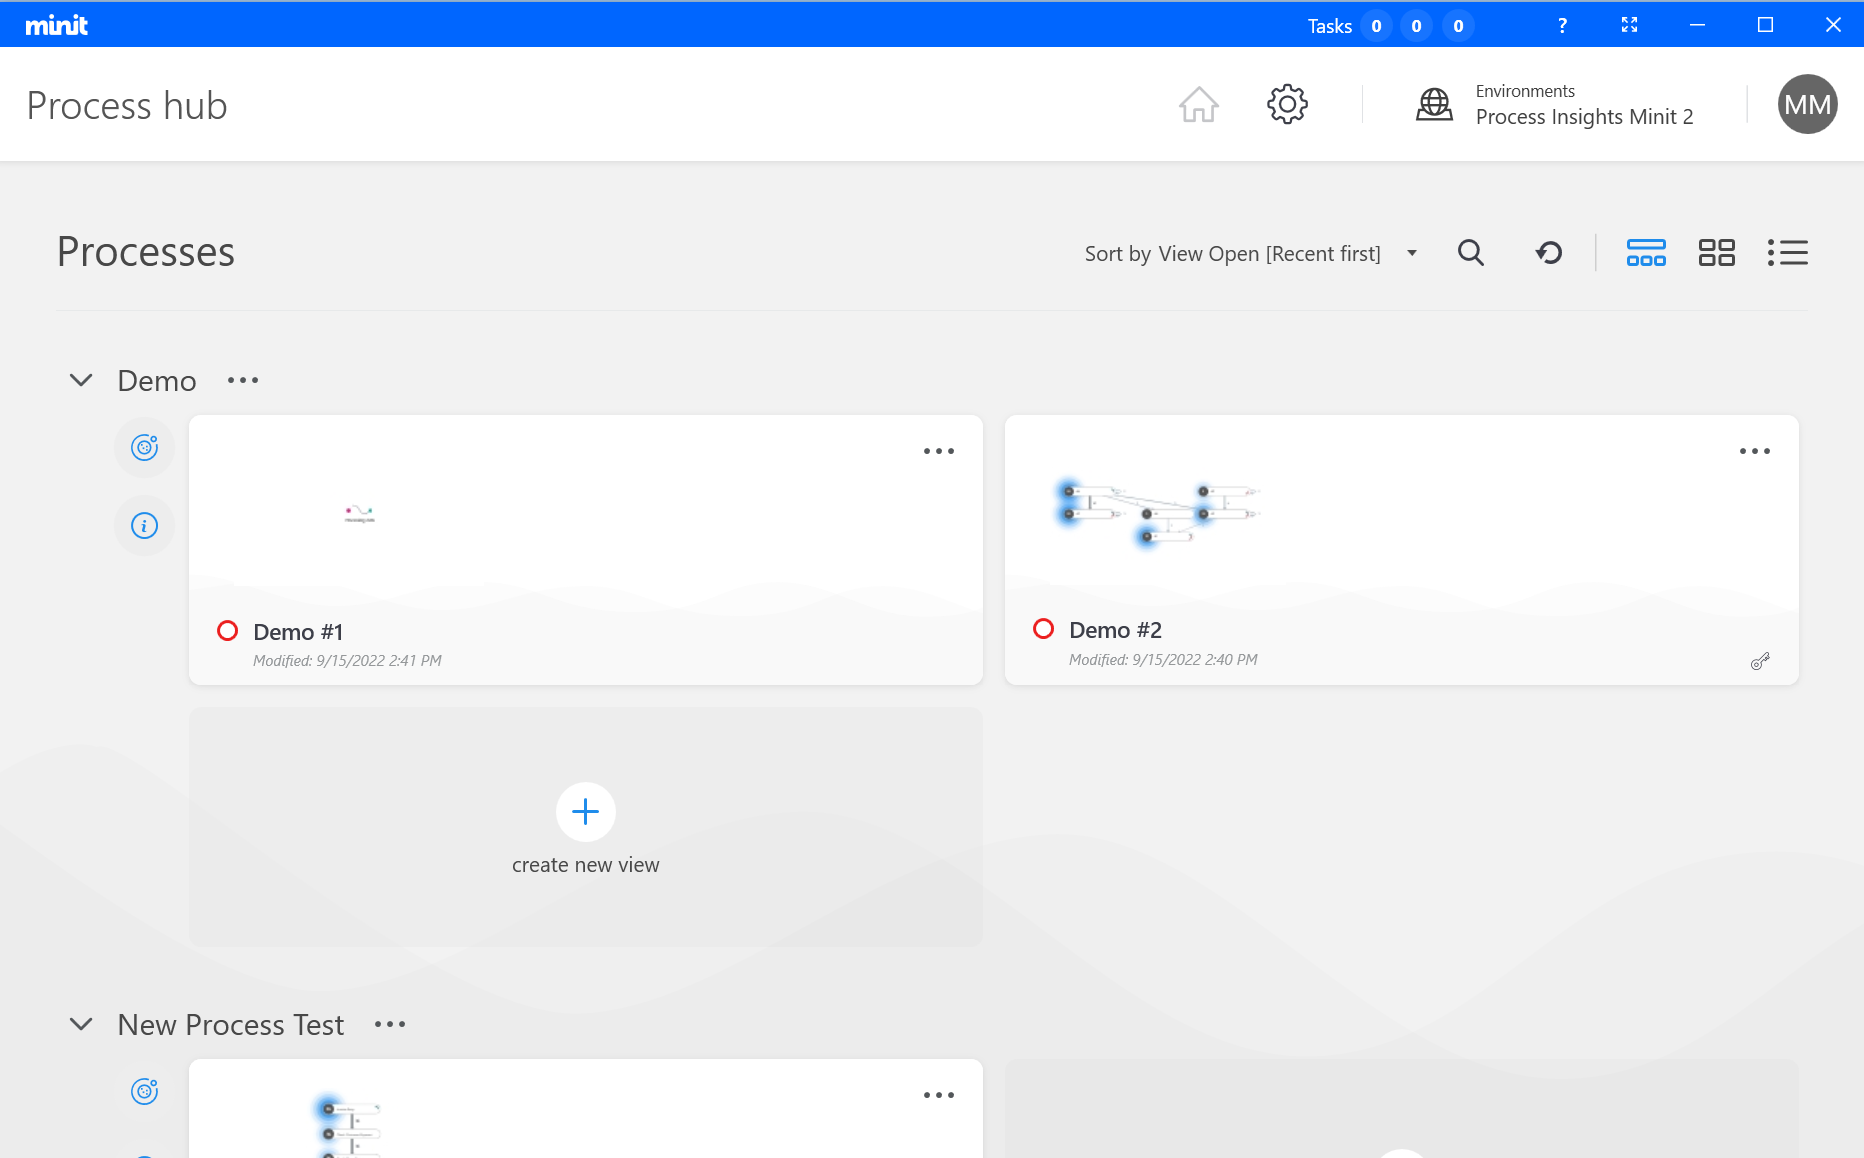 minit
Tasks 0 0 0 ?
Process hub
Environments
Process Insights Minit 2
MM
Processes
Sort by View Open [Recent first]
Demo
i
Demo #1
Modified: 9/15/2022 2:41 PM
Demo #2
Modified: 9/15/2022 2:40 PM
create new view
New Process Test